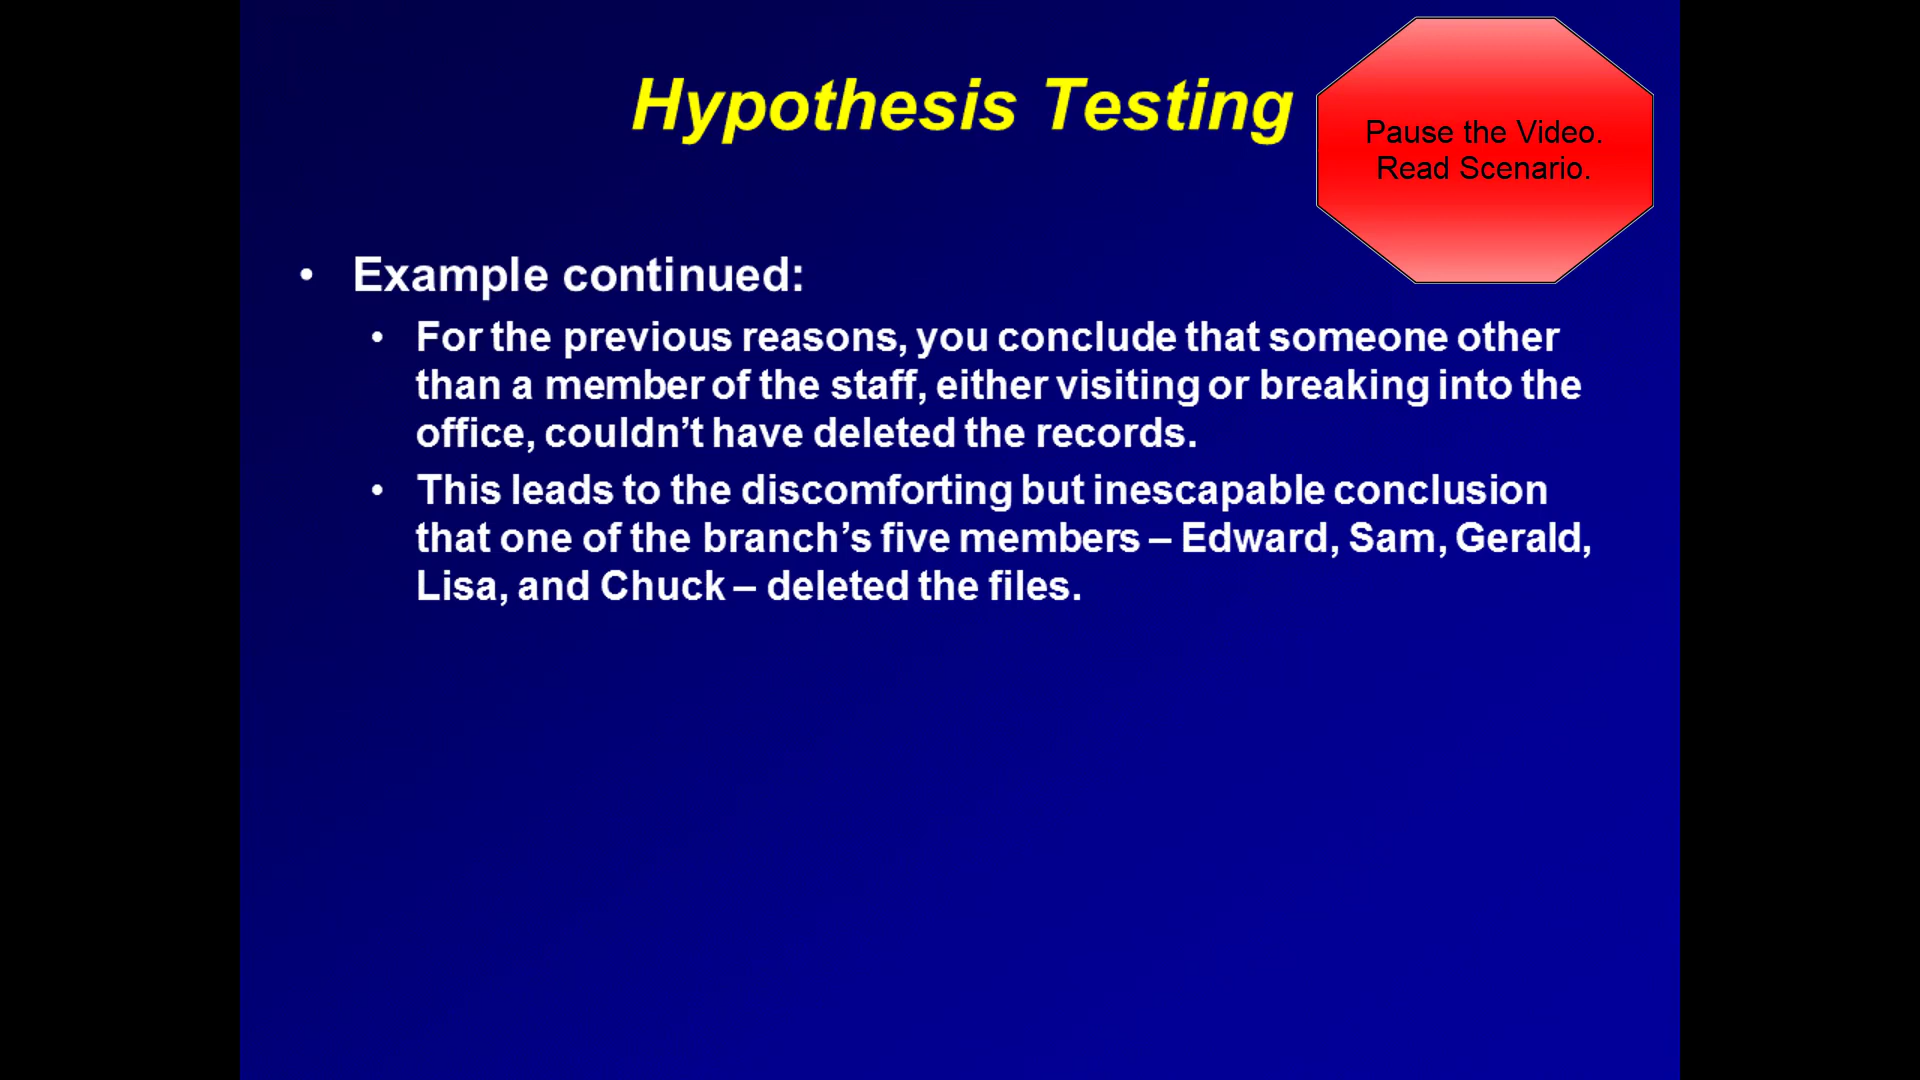 Hypothesis Testing
Pause the Video.
Read Scenario.
• Example continued:
• For the previous reasons, you conclude that someone other
than a member of the staff, either visiting or breaking into the
office, couldn’t have deleted the records.
• This leads to the discomforting but inescapable conclusion
that one of the branch’s five members – Edward, Sam, Gerald,
Lisa, and Chuck – deleted the files.